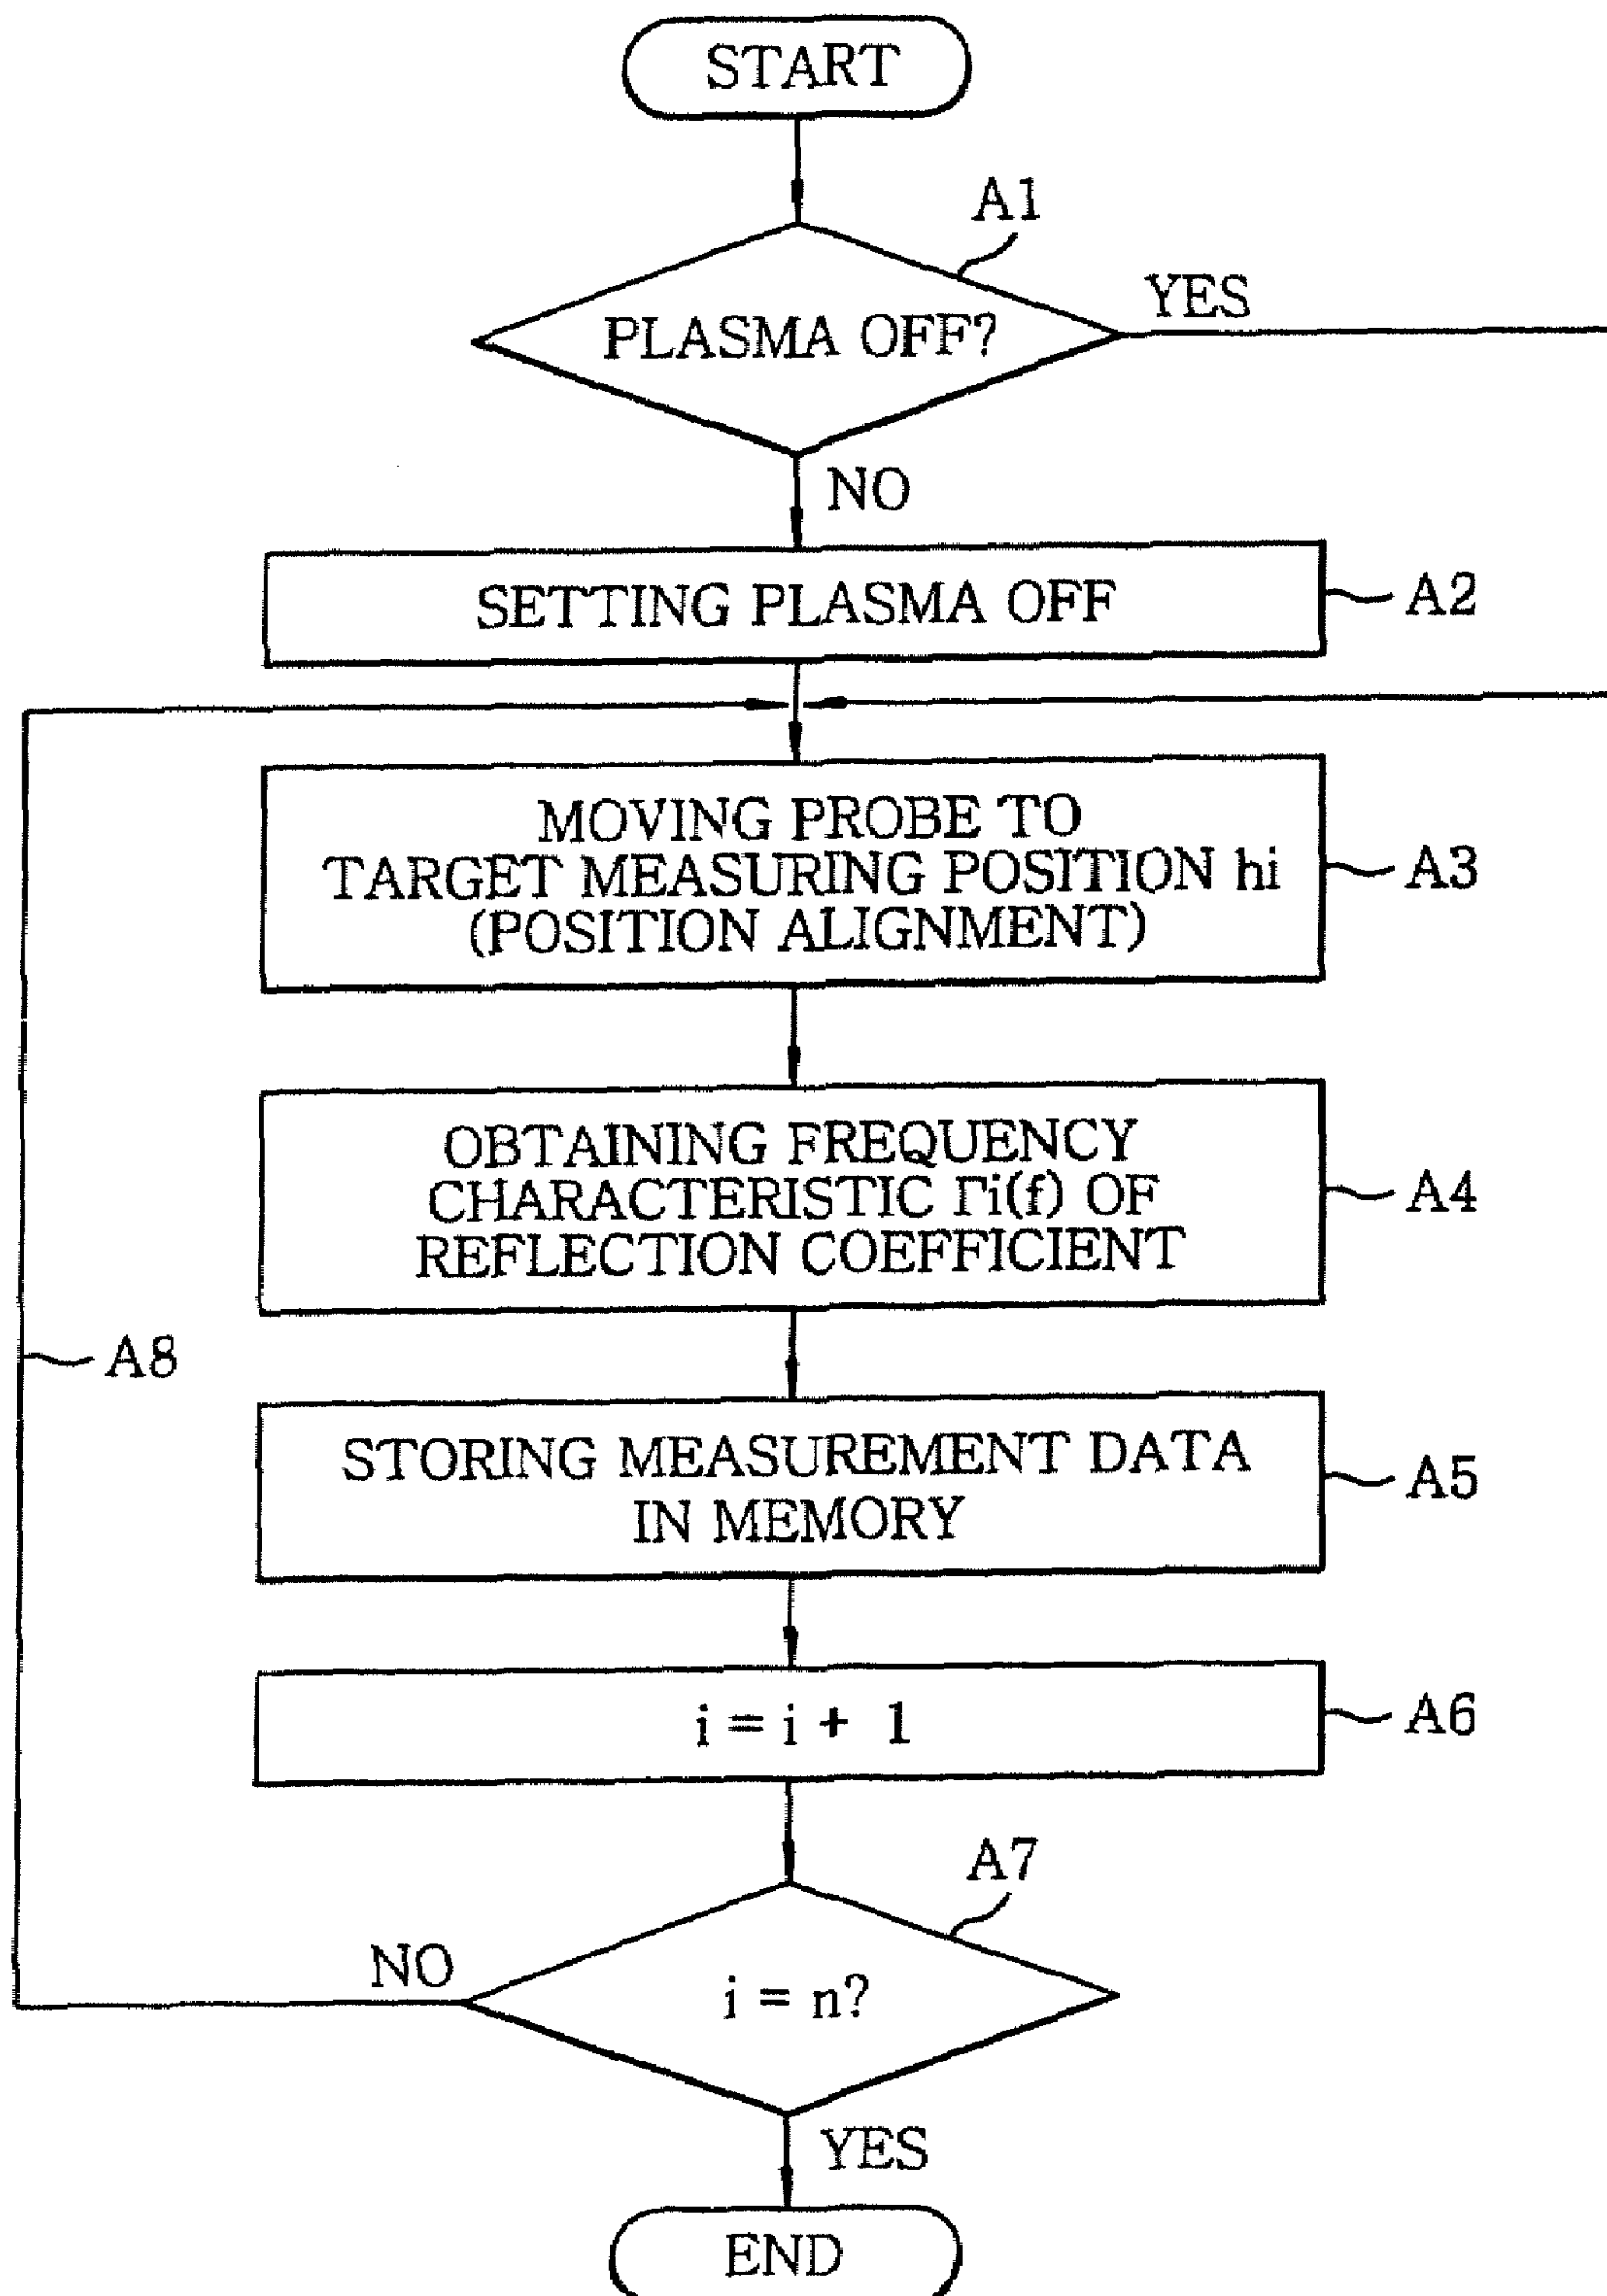 START
A1
YES
PLASMA OFF?
NO
SETTING PLASMA OFF
A2
MOVING PROBE TO
TARGET MEASURING POSITION hi
(POSITION ALIGNMENT)
A3
OBTAINING FREQUENCY
CHARACTERISTIC Γi(f) OF
REFLECTION COEFFICIENT
A4
A8
STORING MEASUREMENT DATA
IN MEMORY
A5
i = i + 1
A6
A7
NO
i = n?
YES
END